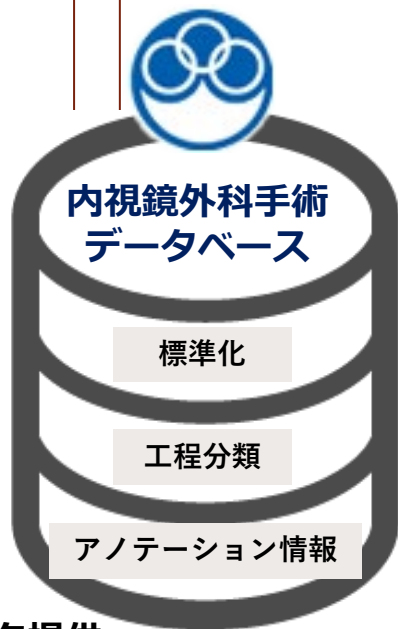 内視鏡外科手術
データベース
標準化
工程分類
アノテーション情報